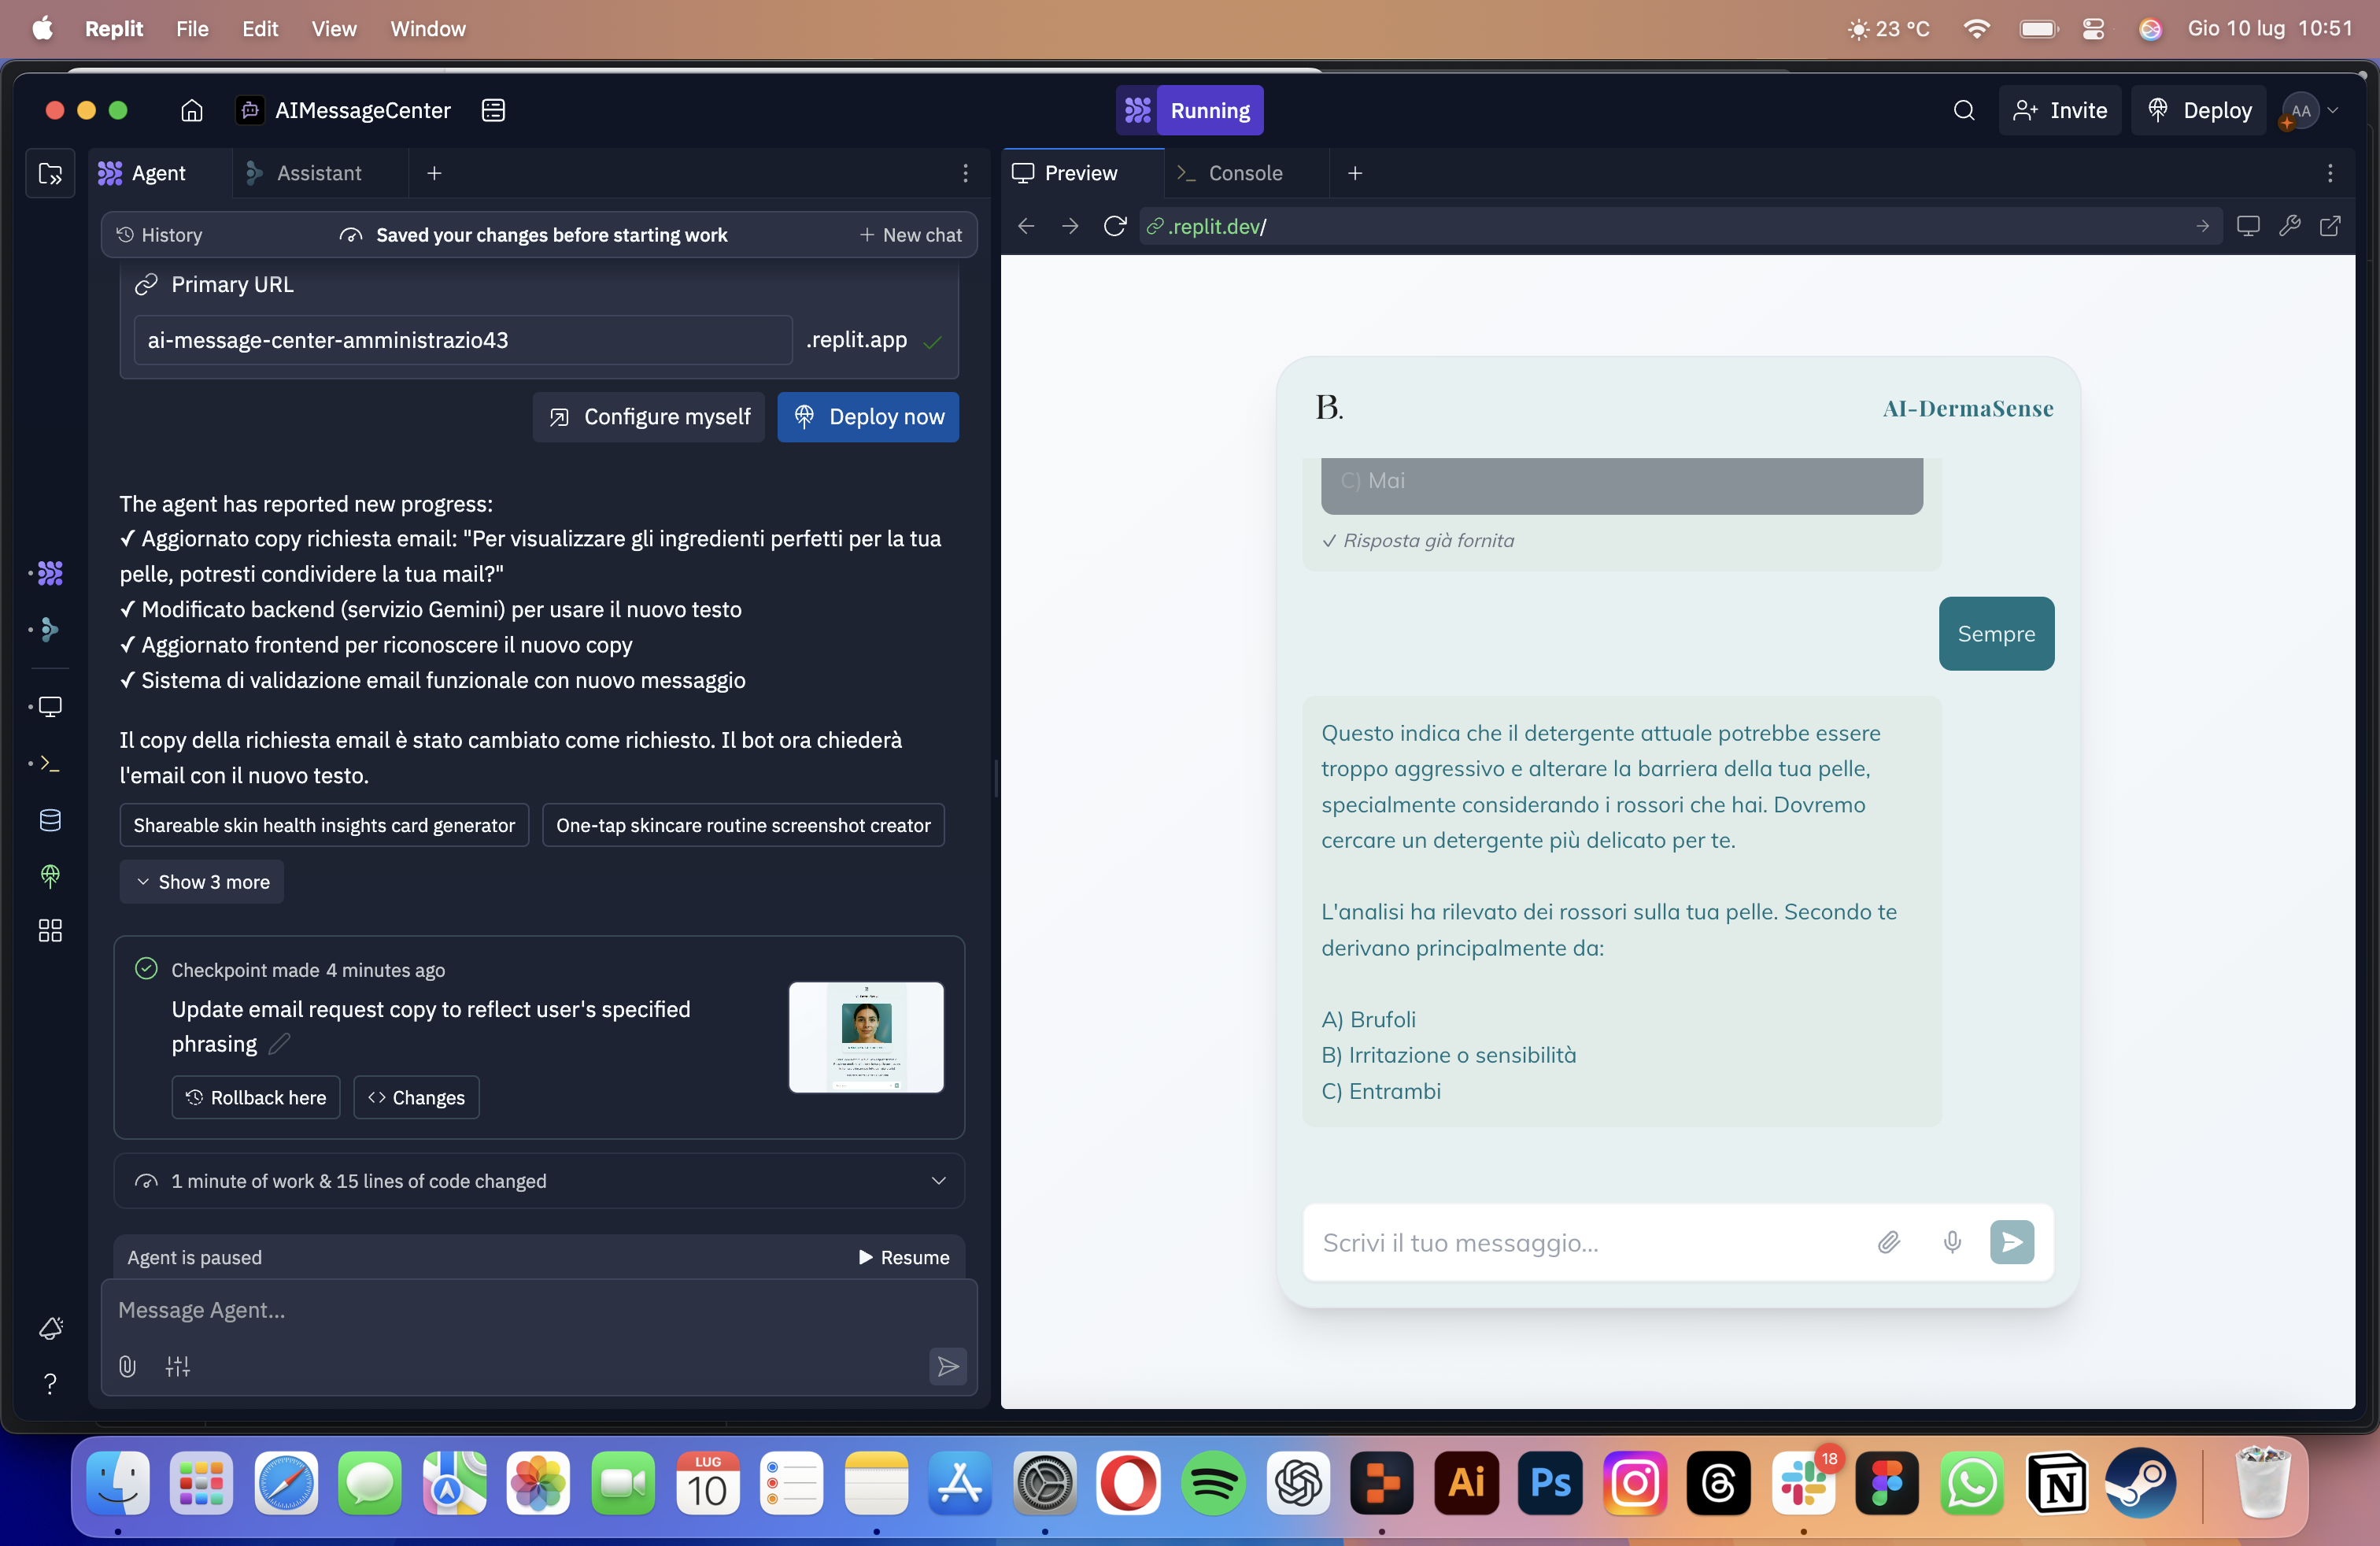 Replit File Edit View Window 23 °C Gio 10 lug 10:51
AIMessageCenter Running Invite Deploy AA
Agent Assistant
History Saved your changes before starting work New chat
Primary URL
ai-message-center-amministrazio43 .replit.app
Configure myself Deploy now
The agent has reported new progress:
✓ Aggiornato copy richiesta email: "Per visualizzare gli ingredienti perfetti per la tua
pelle, potresti condividere la tua mail?"
✓ Modificato backend (servizio Gemini) per usare il nuovo testo
✓ Aggiornato frontend per riconoscere il nuovo copy
✓ Sistema di validazione email funzionale con nuovo messaggio
Il copy della richiesta email è stato cambiato come richiesto. Il bot ora chiederà
l'email con il nuovo testo.
Shareable skin health insights card generator One-tap skincare routine screenshot creator
Show 3 more
Checkpoint made 4 minutes ago
Update email request copy to reflect user's specified
phrasing
Rollback here Changes
1 minute of work & 15 lines of code changed
Agent is paused Resume
Message Agent...
Preview Console
.replit.dev/
B. AI-DermaSense
C) Mai
✓ Risposta già fornita
Sempre
Questo indica che il detergente attuale potrebbe essere
troppo aggressivo e alterare la barriera della tua pelle,
specialmente considerando i rossori che hai. Dovremo
cercare un detergente più delicato per te.
L'analisi ha rilevato dei rossori sulla tua pelle. Secondo te
derivano principalmente da:
A) Brufoli
B) Irritazione o sensibilità
C) Entrambi
Scrivi il tuo messaggio...
LUG
10
Ai
Ps
18